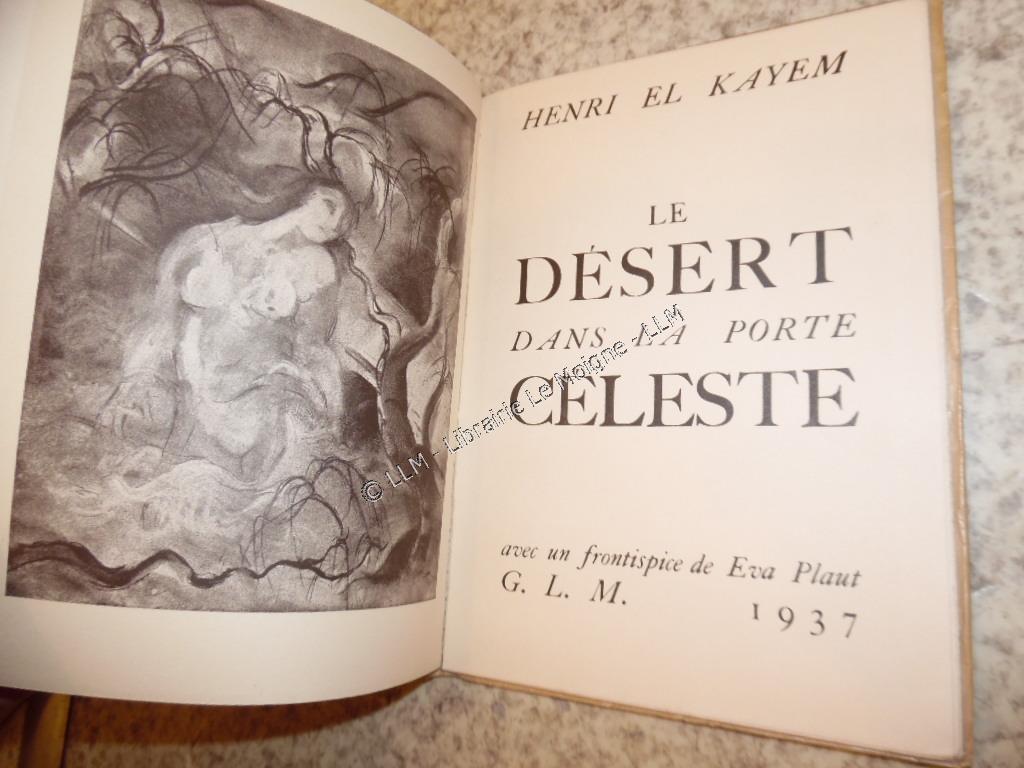 HENRI EL KAYEM
LE
DÉSERT
DANS LA PORTE
CÉLESTE
© LLM - Librairie Le Moigne - LLM
avec un frontispice de Eva Plaut
G. L. M. 1937